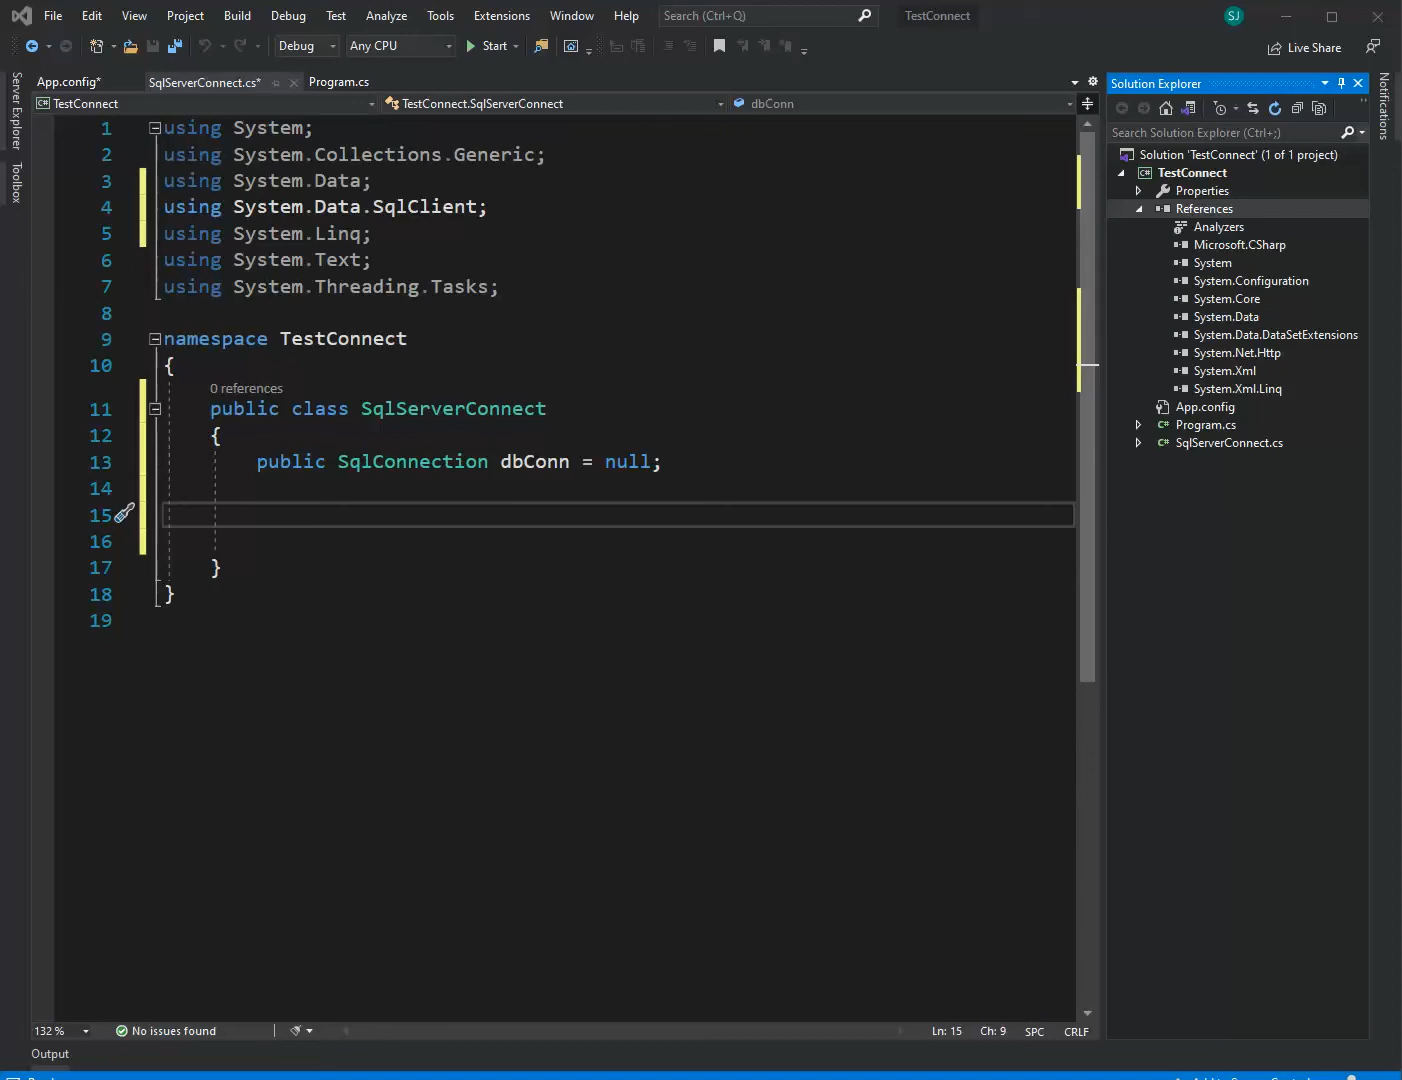 File Edit View Project Build Debug Test Analyze Tools Extensions Window Help Search (Ctrl+Q) TestConnect SJ
Debug Any CPU Start Live Share
App.config* SqlServerConnect.cs* Program.cs
TestConnect TestConnect.SqlServerConnect dbConn
Server Explorer
Toolbox
1 using System;
2 using System.Collections.Generic;
3 using System.Data;
4 using System.Data.SqlClient;
5 using System.Linq;
6 using System.Text;
7 using System.Threading.Tasks;
8
9 namespace TestConnect
10 {
0 references
11 public class SqlServerConnect
12 {
13 public SqlConnection dbConn = null;
14
15
16
17 }
18 }
19
Solution Explorer
Search Solution Explorer (Ctrl+;)
Solution 'TestConnect' (1 of 1 project)
TestConnect
Properties
References
Analyzers
Microsoft.CSharp
System
System.Configuration
System.Core
System.Data
System.Data.DataSetExtensions
System.Net.Http
System.Xml
System.Xml.Linq
App.config
Program.cs
SqlServerConnect.cs
Notifications
132 % No issues found Ln: 15 Ch: 9 SPC CRLF
Output